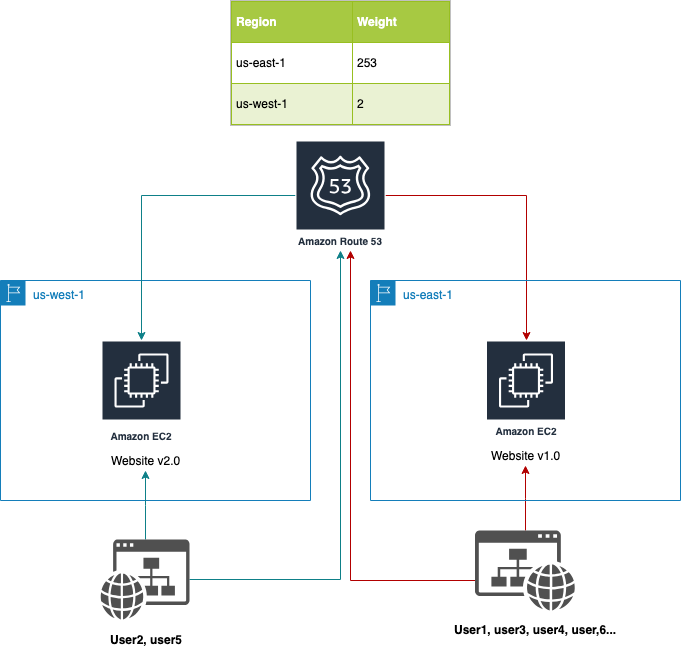 Region Weight
us-east-1 253
us-west-1 2
53
Amazon Route 53
us-west-1
us-east-1
Amazon EC2
Website v2.0
Amazon EC2
Website v1.0
User2, user5
User1, user3, user4, user,6...